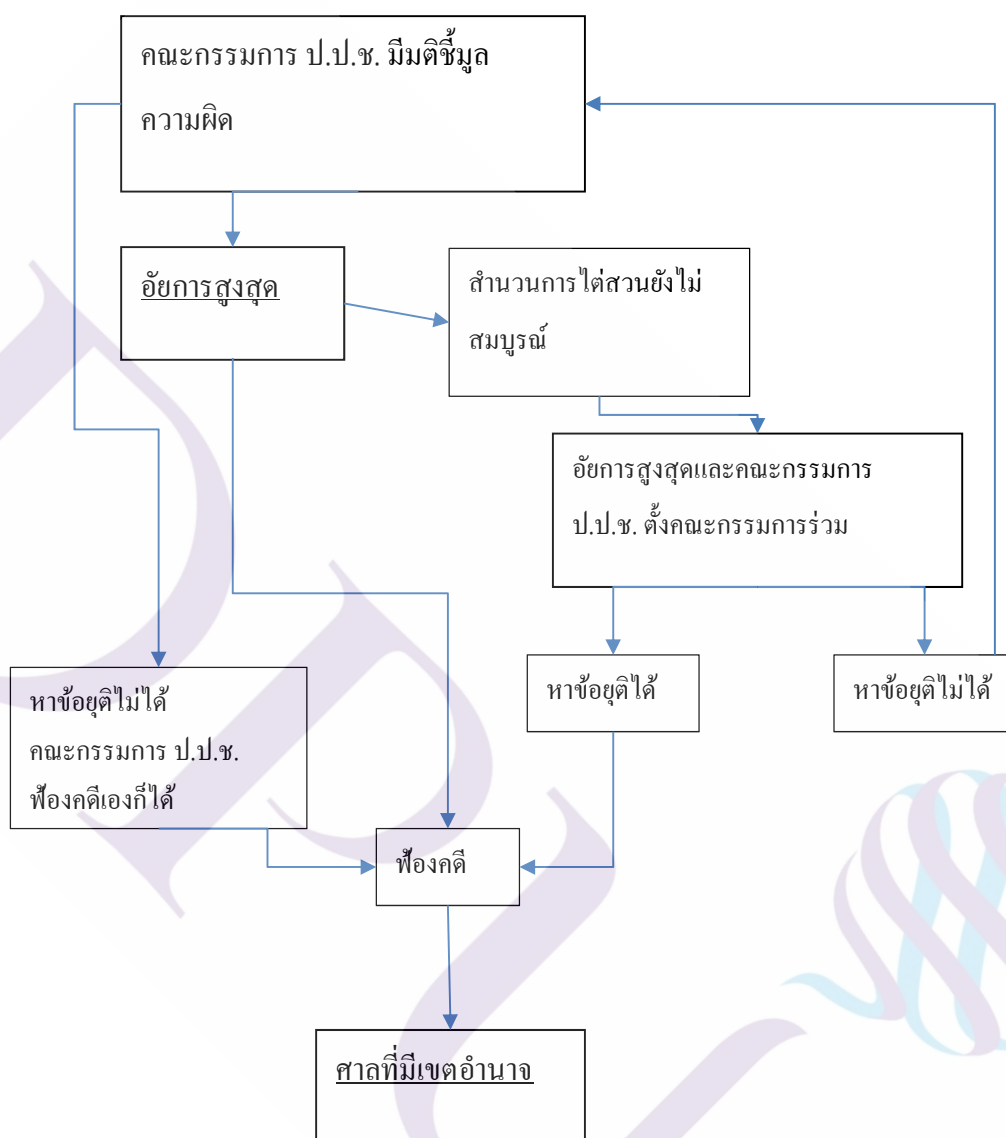 คณะกรรมการ ป.ป.ช. มีมติชี้มูล
ความผิด
อัยการสูงสุด
สำนวนการไต่สวนยังไม่
สมบูรณ์
อัยการสูงสุดและคณะกรรมการ
ป.ป.ช. ตั้งคณะกรรมการร่วม
หาข้อยุติได้
หาข้อยุติไม่ได้
หาข้อยุติไม่ได้
คณะกรรมการ ป.ป.ช.
ฟ้องคดีเองก็ได้
ฟ้องคดี
ศาลที่มีเขตอำนาจ